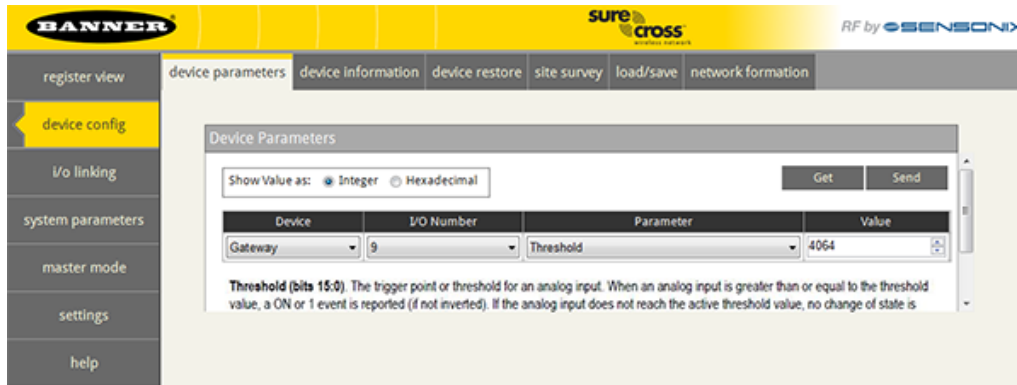 BANNER
sure cross
wireless network
RF by SENSONIX
register view
device config
i/o linking
system parameters
master mode
settings
help
device parameters device information device restore site survey load/save network formation
Device Parameters
Show Value as: Integer Hexadecimal
Get Send
Device I/O Number Parameter Value
Gateway 9 Threshold 4064
Threshold (bits 15:0). The trigger point or threshold for an analog input. When an analog input is greater than or equal to the threshold
value, a ON or 1 event is reported (if not inverted). If the analog input does not reach the active threshold value, no change of state is